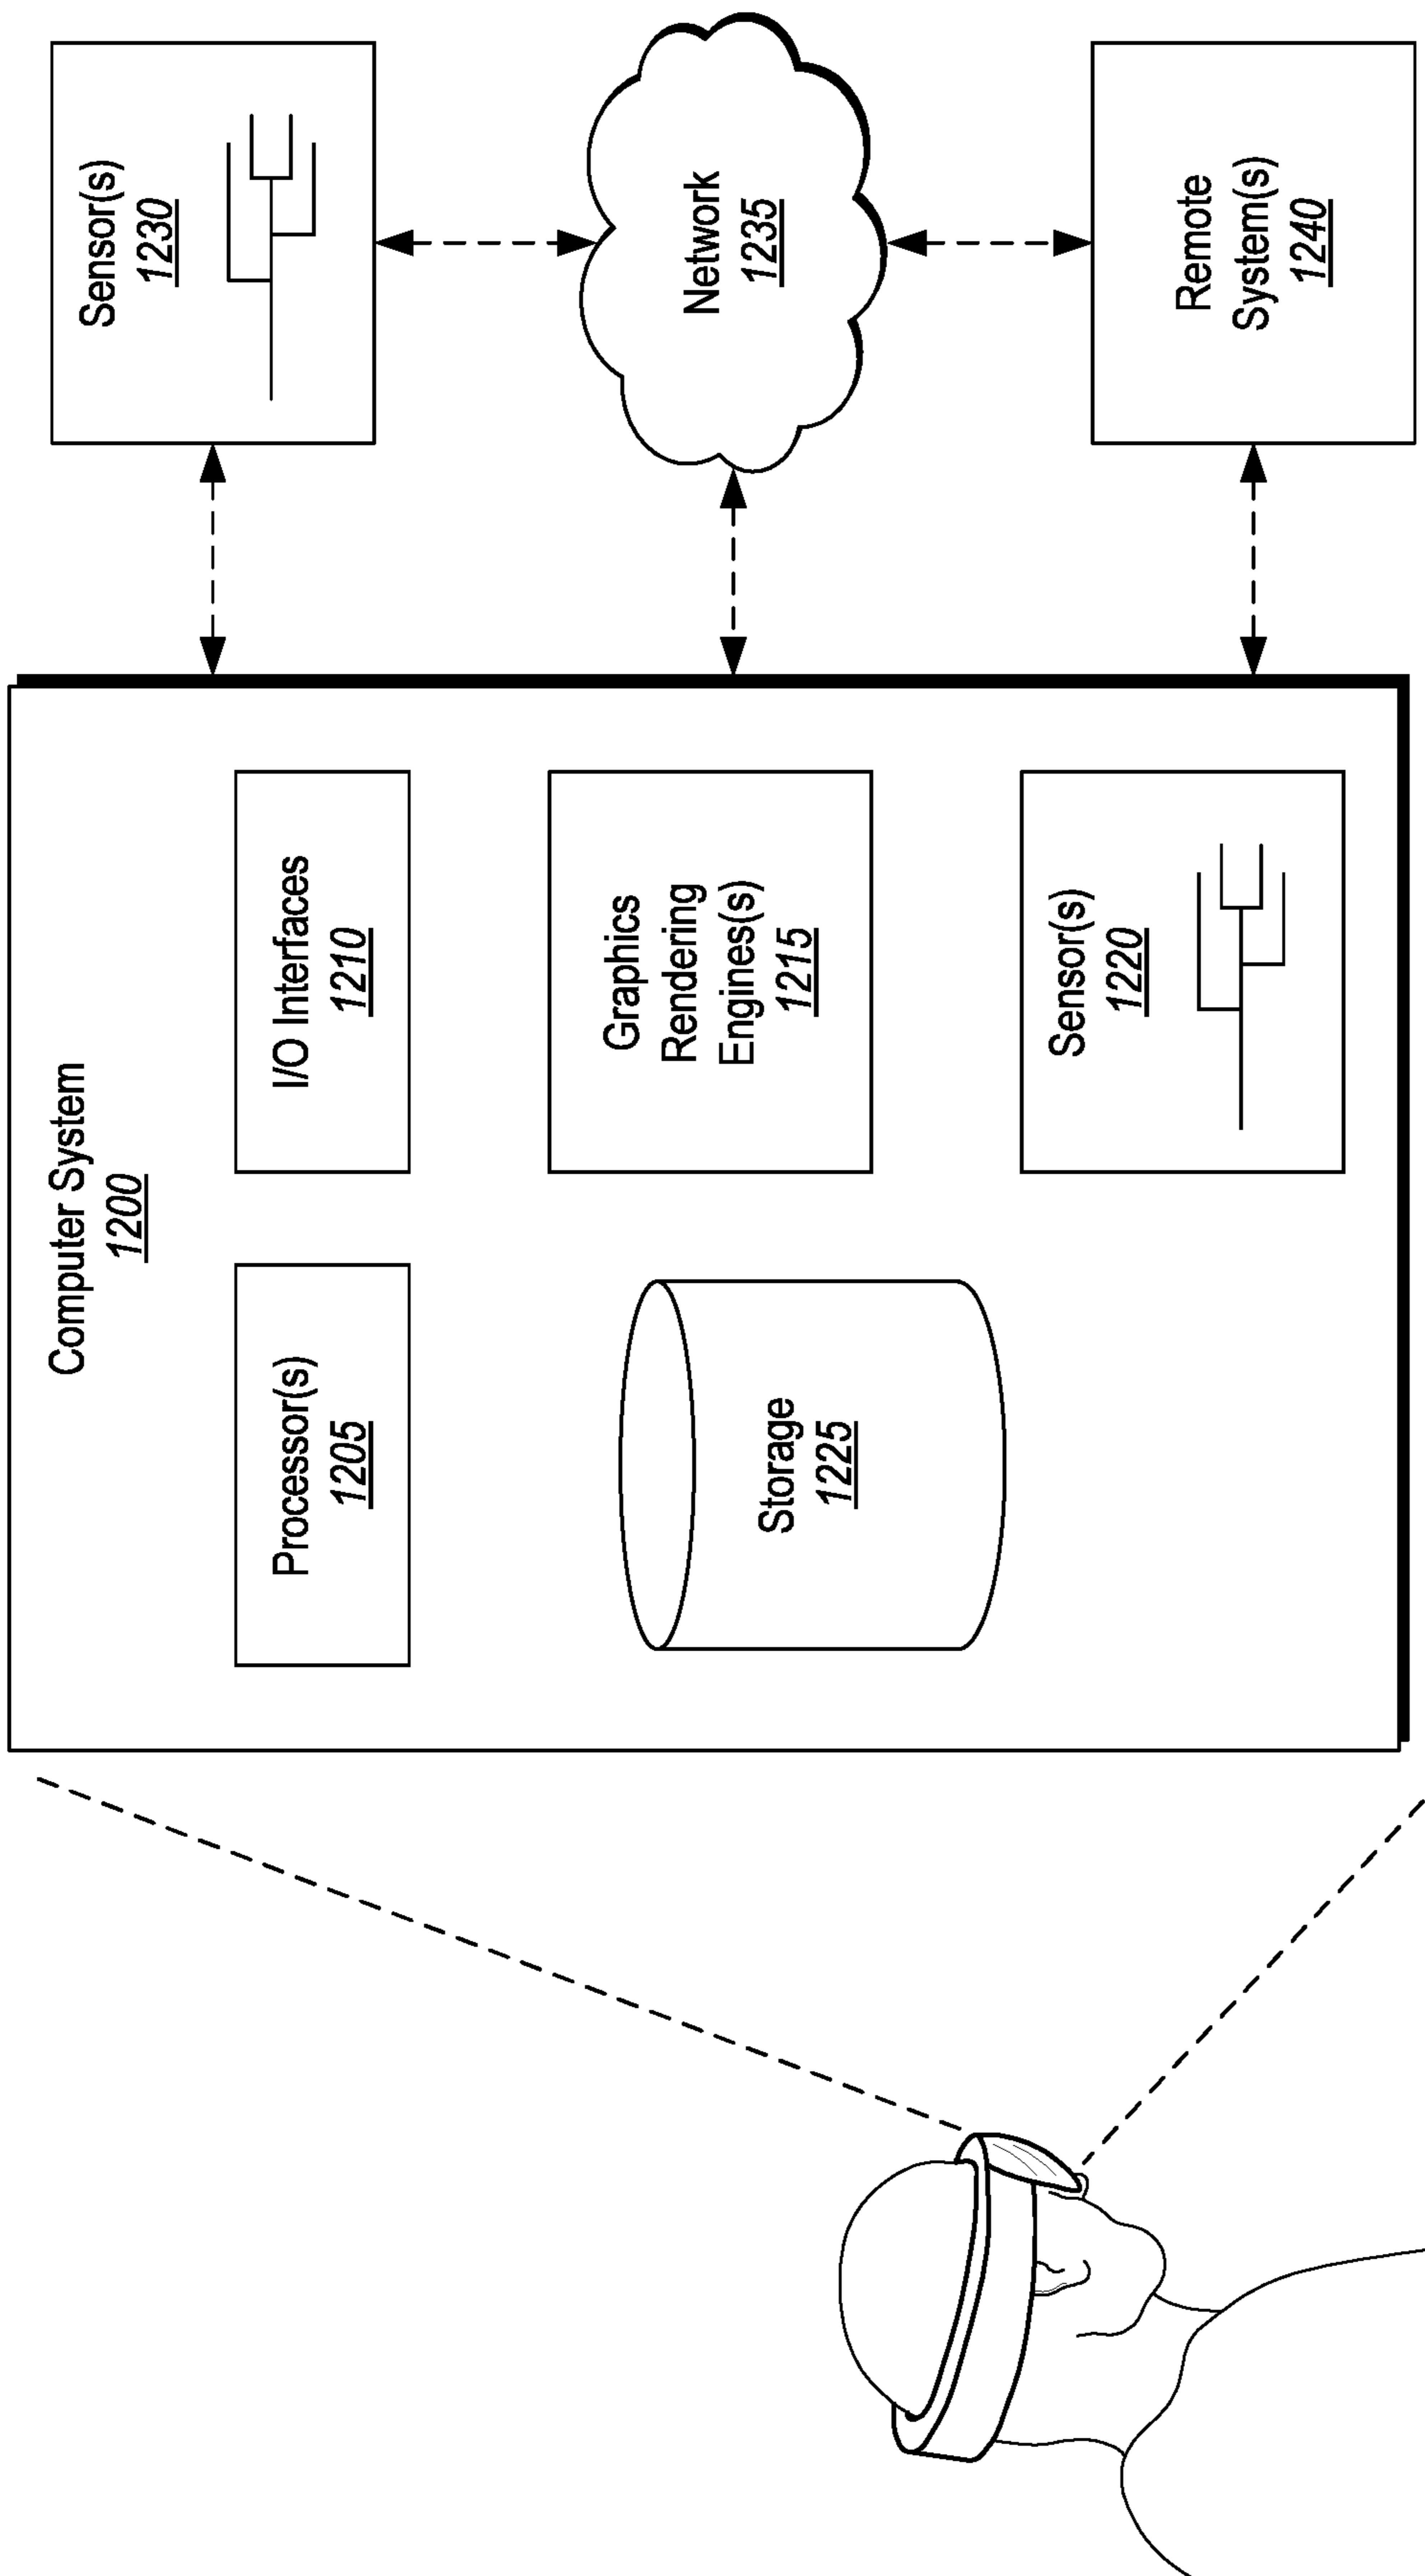 Computer System
1200
Processor(s)
1205
I/O Interfaces
1210
Storage
1225
Graphics
Rendering
Engines(s)
1215
Sensor(s)
1220
Sensor(s)
1230
Network
1235
Remote
System(s)
1240